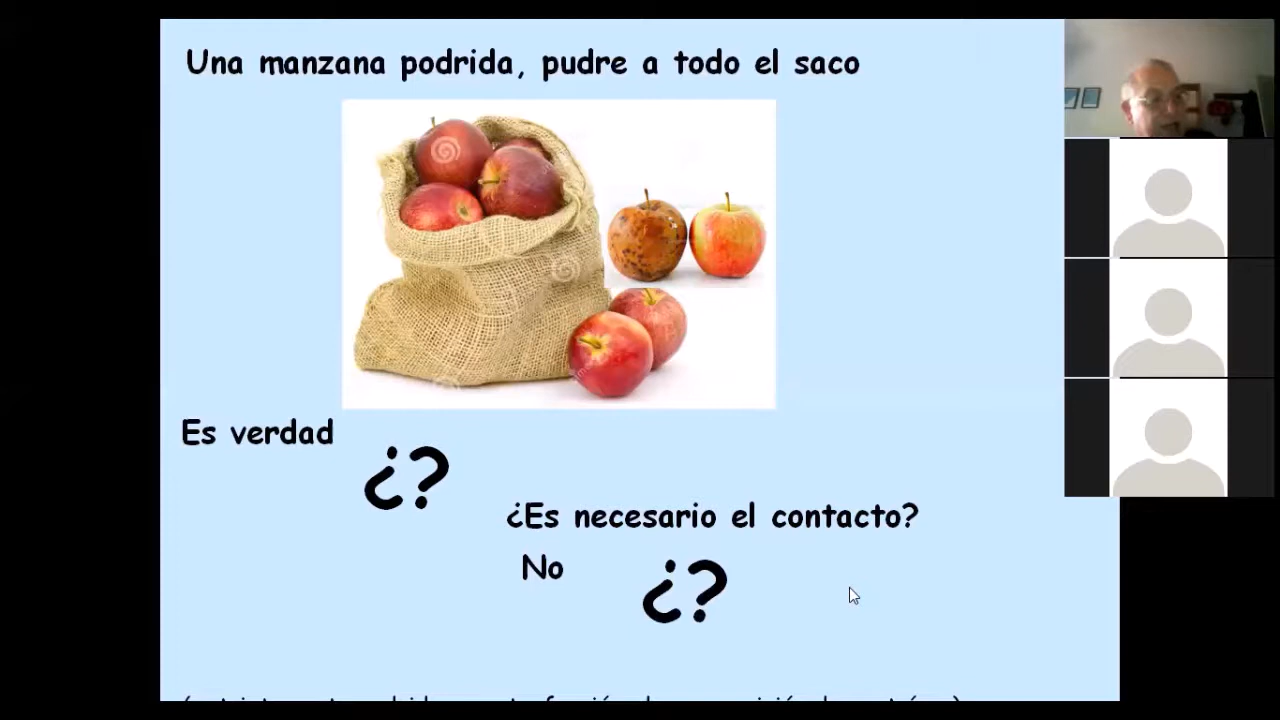 Una manzana podrida, pudre a todo el saco
Es verdad
¿?
¿Es necesario el contacto?
No
¿?